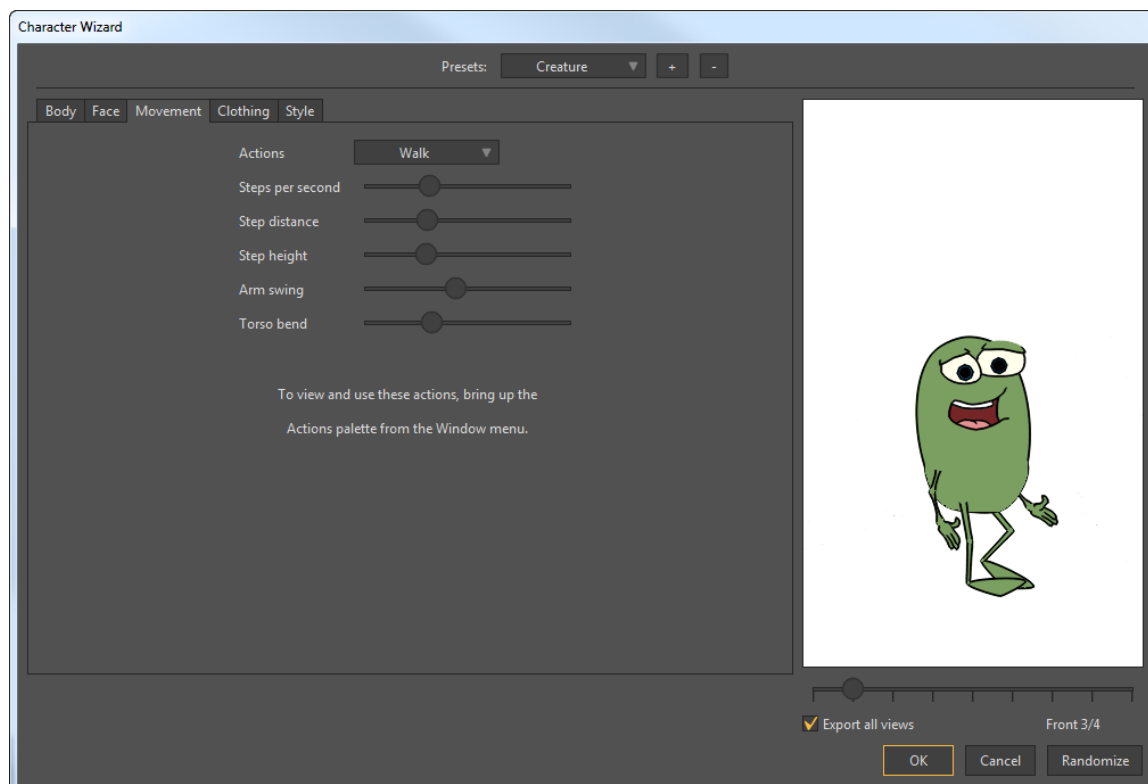 Character Wizard
Presets: Creature + -
Body Face Movement Clothing Style
Actions Walk
Steps per second
Step distance
Step height
Arm swing
Torso bend
To view and use these actions, bring up the
Actions palette from the Window menu.
Export all views Front 3/4
OK Cancel Randomize